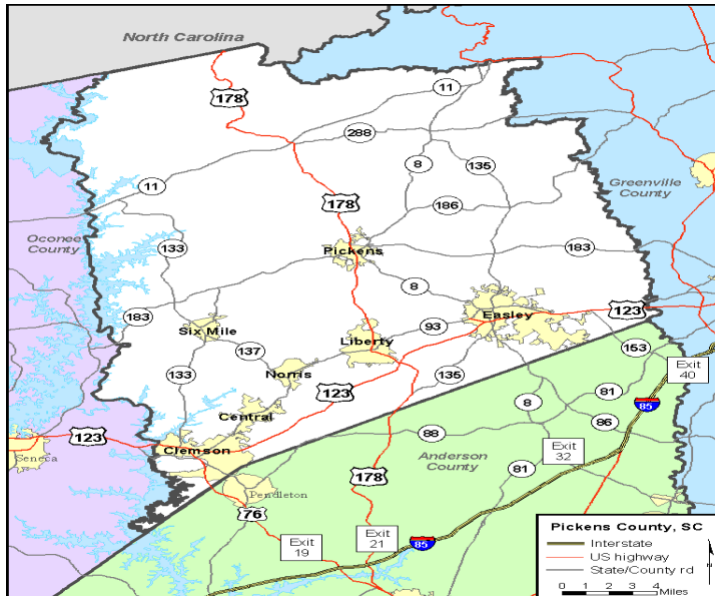 North Carolina
178
11
288
8
135
11
178
186
Greenville
County
Oconee
County
133
Pickens
183
8
183
Six Mile
93
Easley
123
Liberty
137
153
133
Norris
123
135
Exit
40
Central
8
81
85
86
123
Clemson
88
Seneca
Anderson
County
Exit
32
178
81
Pendleton
76
Exit
19
Exit
21
85
Pickens County, SC
Interstate
US highway
State/County rd
N
0 1 2 3 4
Miles